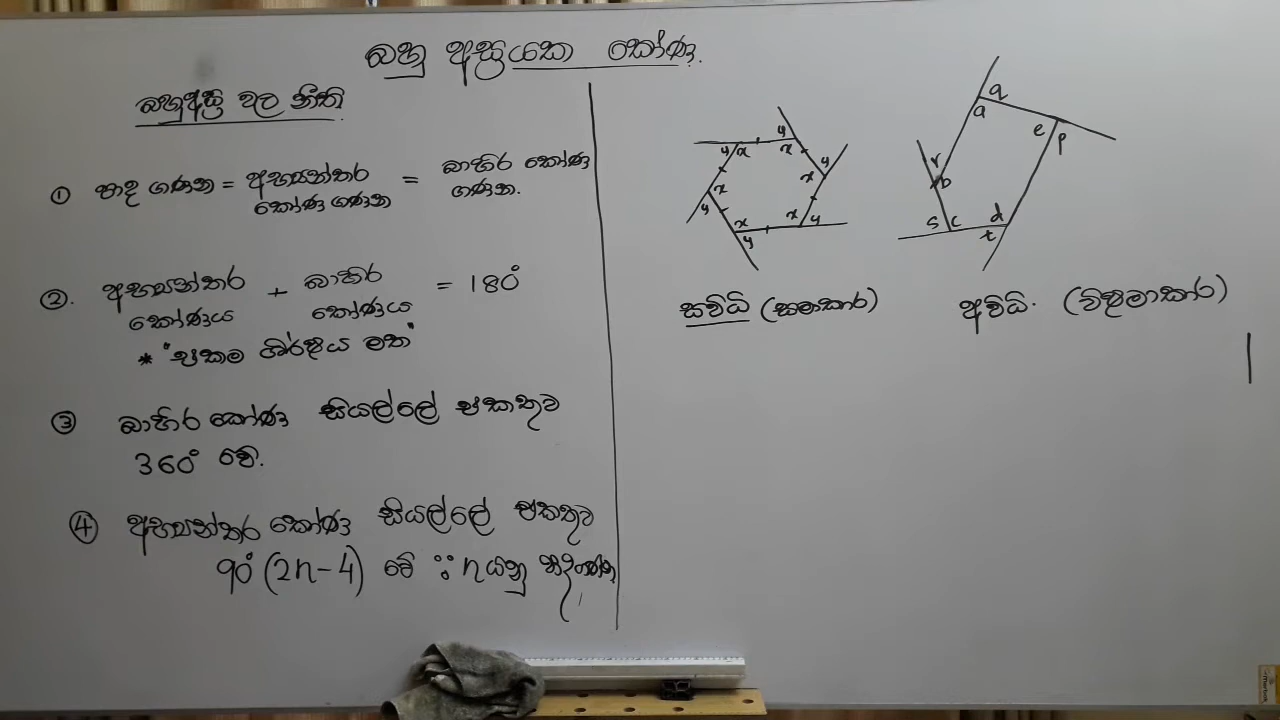 බහු අස්‍රයක කෝණ.
බහුඅස්‍ර වල නීති
① පාද ගණන = අභ්‍යන්තර කෝණ ගණන = බාහිර කෝණ ගණන.
②. අභ්‍යන්තර කෝණය + බාහිර කෝණය = 180°
* "එකම ශීර්ෂය මත"
③ බාහිර කෝණ සියල්ලේ එකතුව
360° වේ.
④ අභ්‍යන්තර කෝණ සියල්ලේ එකතුව
90°(2n-4) වේ ∵ n යනු
y x x y
y x x y
y x x y
සවිධි (සමාකාර)
q
a
e p
r b
s c d
t
අවිධි. (විෂමාකාර)